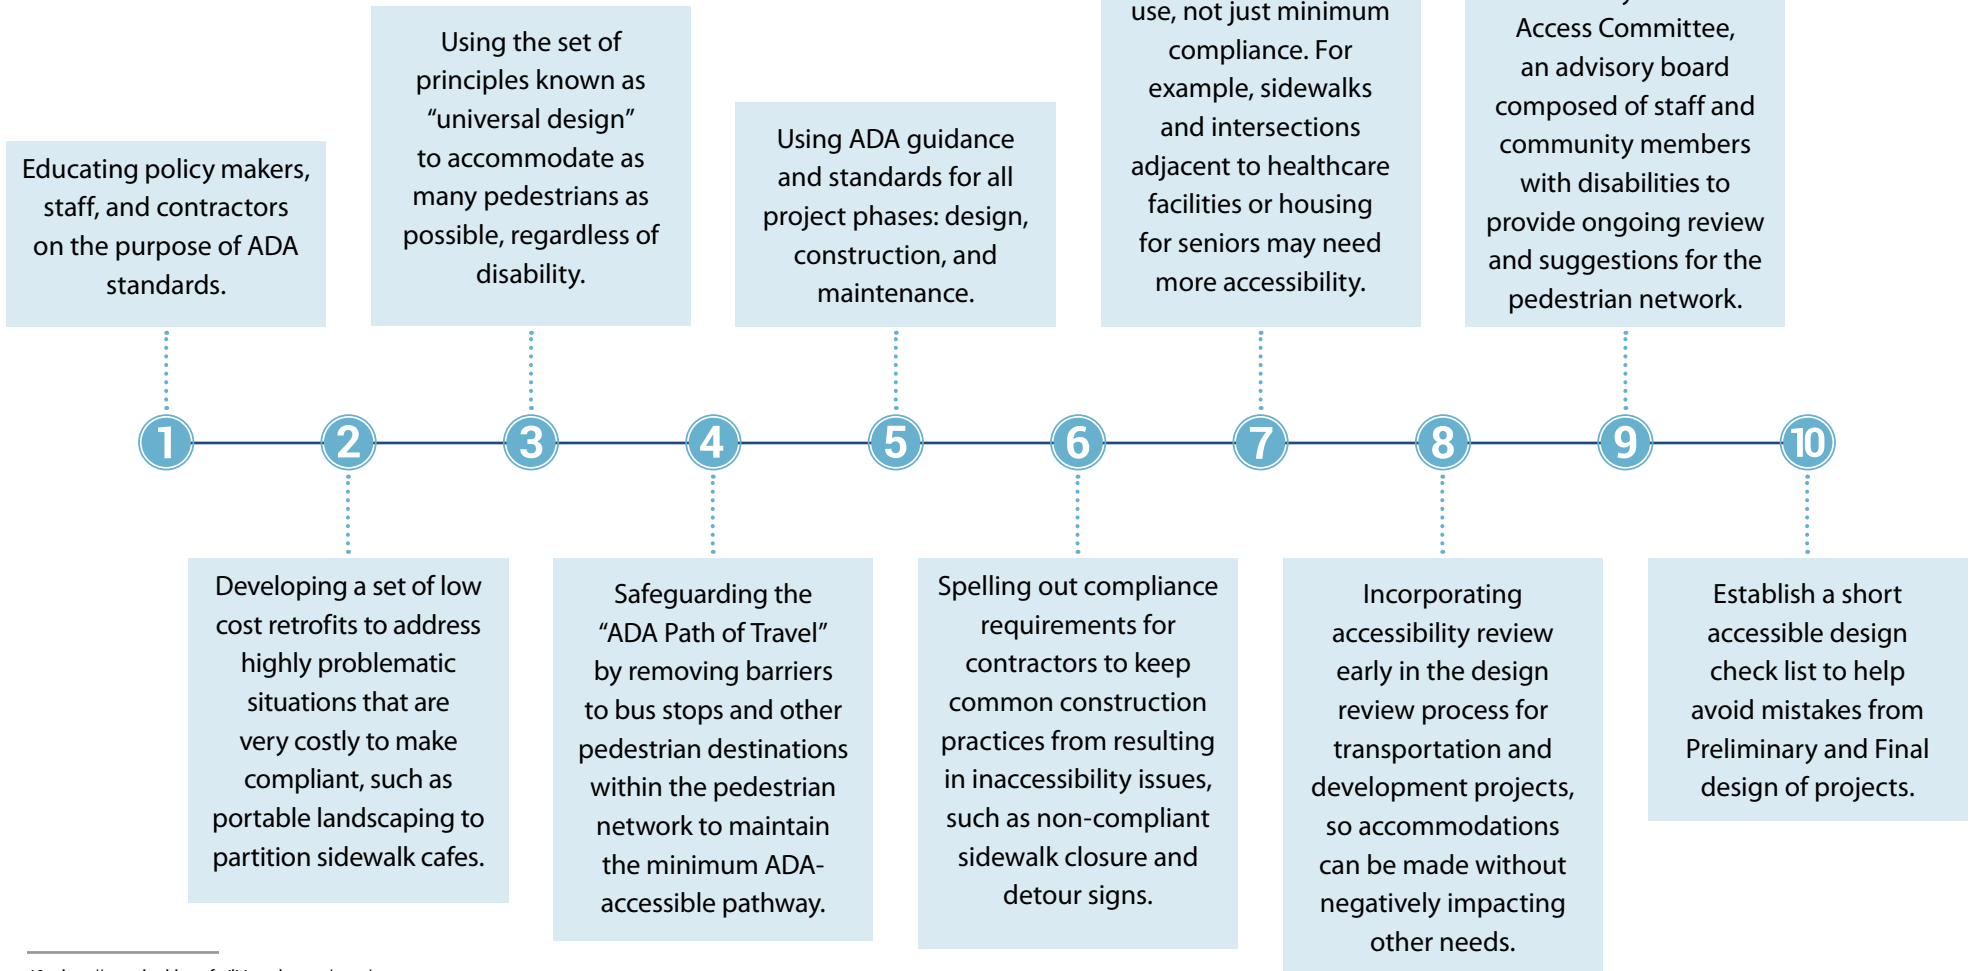 Educating policy makers,
staff, and contractors
on the purpose of ADA
standards.
Using the set of
principles known as
“universal design”
to accommodate as
many pedestrians as
possible, regardless of
disability.
Using ADA guidance
and standards for all
project phases: design,
construction, and
maintenance.
use, not just minimum
compliance. For
example, sidewalks
and intersections
adjacent to healthcare
facilities or housing
for seniors may need
more accessibility.
Access Committee,
an advisory board
composed of staff and
community members
with disabilities to
provide ongoing review
and suggestions for the
pedestrian network.
1 2 3 4 5 6 7 8 9 10
Developing a set of low
cost retrofits to address
highly problematic
situations that are
very costly to make
compliant, such as
portable landscaping to
partition sidewalk cafes.
Safeguarding the
“ADA Path of Travel”
by removing barriers
to bus stops and other
pedestrian destinations
within the pedestrian
network to maintain
the minimum ADA-
accessible pathway.
Spelling out compliance
requirements for
contractors to keep
common construction
practices from resulting
in inaccessibility issues,
such as non-compliant
sidewalk closure and
detour signs.
Incorporating
accessibility review
early in the design
review process for
transportation and
development projects,
so accommodations
can be made without
negatively impacting
other needs.
Establish a short
accessible design
check list to help
avoid mistakes from
Preliminary and Final
design of projects.